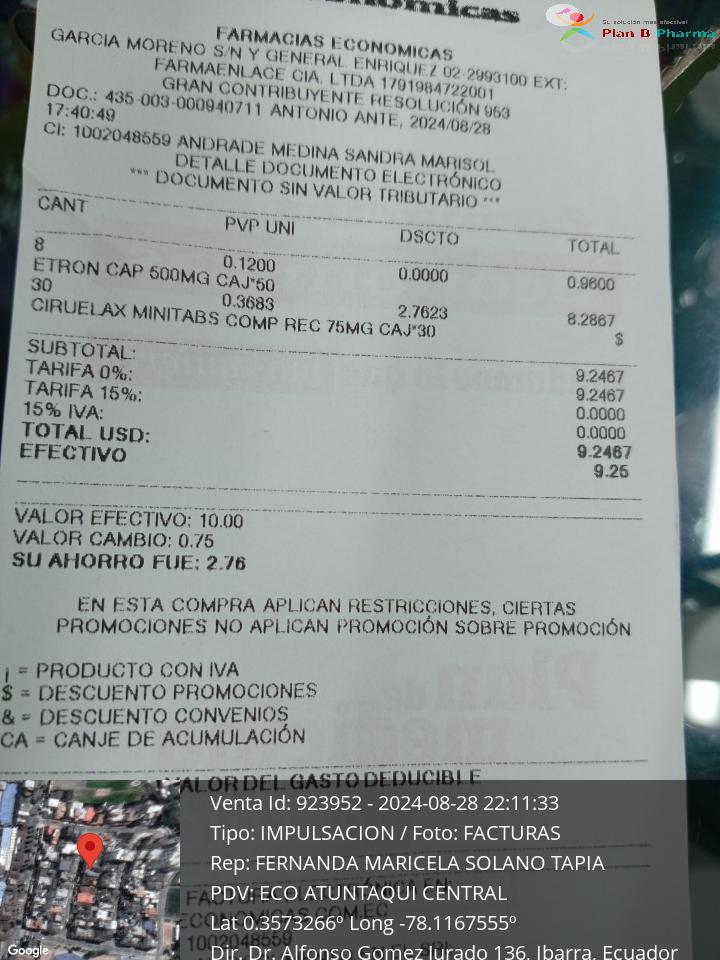 Económicas
Su solución mas efectiva!
Plan B Pharma
FARMACIAS ECONOMICAS
GARCIA MORENO S/N Y GENERAL ENRIQUEZ 02-2993100 EXT:
FARMAENLACE CIA. LTDA 1791984722001
GRAN CONTRIBUYENTE RESOLUCIÓN 953
DOC.: 435-003-000940711 ANTONIO ANTE, 2024/08/28
17:40:49
CI: 1002048559 ANDRADE MEDINA SANDRA MARISOL
DETALLE DOCUMENTO ELECTRÓNICO
*** DOCUMENTO SIN VALOR TRIBUTARIO ***
CANT PVP UNI DSCTO TOTAL
8 0.1200 0.0000 0.9600
ETRON CAP 500MG CAJ*50
30 0.3683 2.7623 8.2867
CIRUELAX MINITABS COMP REC 75MG CAJ*30 $
SUBTOTAL: 9.2467
TARIFA 0%: 9.2467
TARIFA 15%: 0.0000
15% IVA: 0.0000
TOTAL USD: 9.2467
EFECTIVO 9.25
VALOR EFECTIVO: 10.00
VALOR CAMBIO: 0.75
SU AHORRO FUE: 2.76
EN ESTA COMPRA APLICAN RESTRICCIONES, CIERTAS
PROMOCIONES NO APLICAN PROMOCIÓN SOBRE PROMOCIÓN
¡ = PRODUCTO CON IVA
$ = DESCUENTO PROMOCIONES
& = DESCUENTO CONVENIOS
CA = CANJE DE ACUMULACIÓN
VALOR DEL GASTO DEDUCIBLE
Venta Id: 923952 - 2024-08-28 22:11:33
Tipo: IMPULSACION / Foto: FACTURAS
Rep: FERNANDA MARICELA SOLANO TAPIA
PDV: ECO ATUNTAQUI CENTRAL
Lat 0.3573266º Long -78.1167555º
Dir. Dr. Alfonso Gomez Jurado 136, Ibarra, Ecuador
1002048559
Google